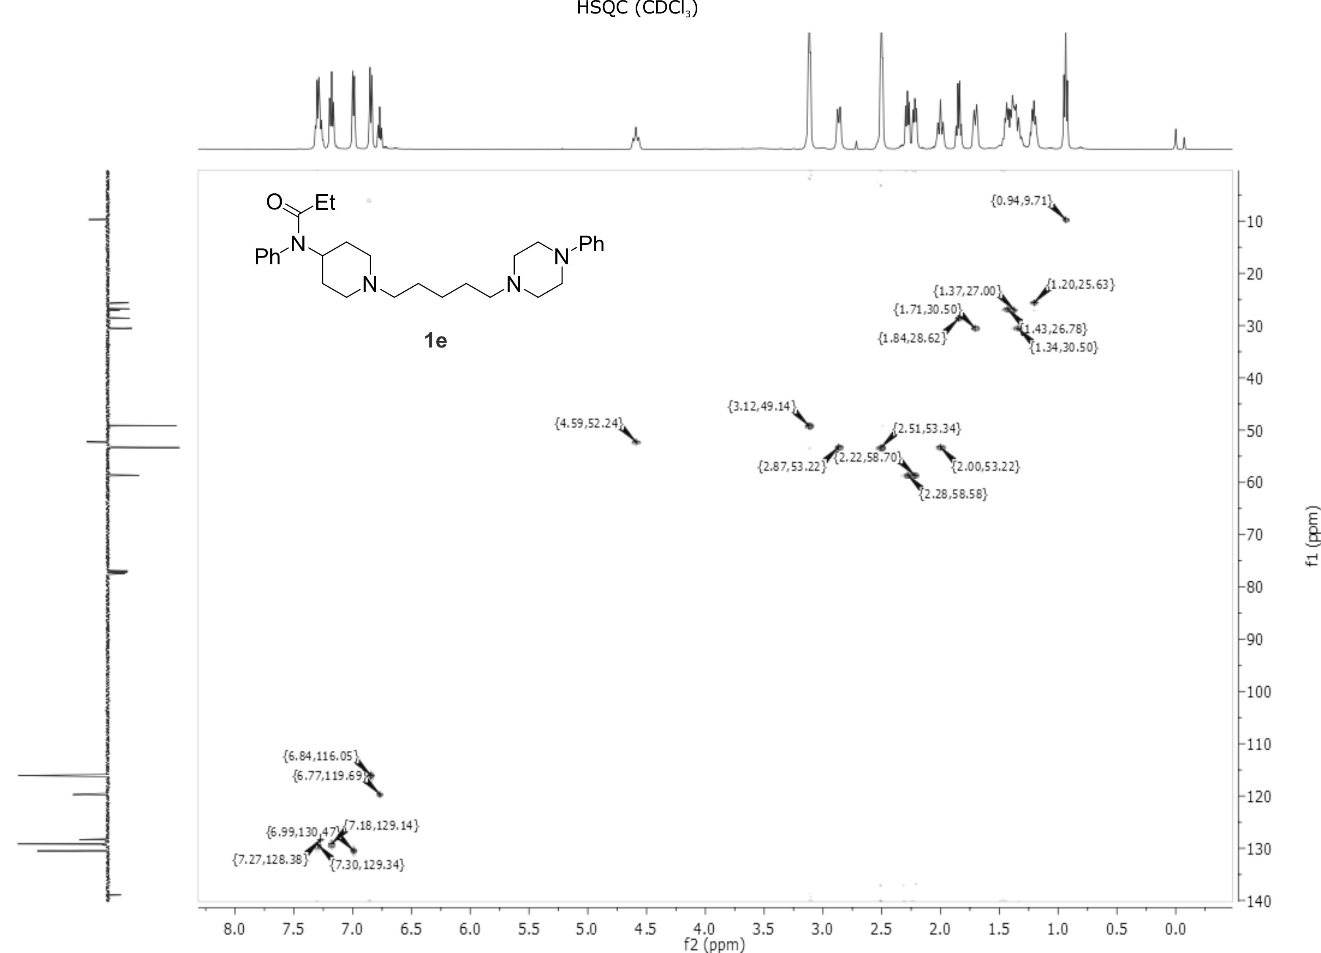 HSQC (CDCl₃)
{0.94,9.71}
O
Et
N
Ph
N
N
N
Ph
1e
{1.37,27.00}
{1.20,25.63}
{1.71,30.50}
{1.84,28.62}
{1.43,26.78}
{1.34,30.50}
{3.12,49.14}
{4.59,52.24}
{2.51,53.34}
{2.87,53.22}
{2.22,58.70}
{2.00,53.22}
{2.28,58.58}
{6.84,116.05}
{6.77,119.69}
{6.99,130.47}
{7.18,129.14}
{7.27,128.38}
{7.30,129.34}
10
20
30
40
50
60
70
80
90
100
110
120
130
140
f1 (ppm)
8.0 7.5 7.0 6.5 6.0 5.5 5.0 4.5 4.0 3.5 3.0 2.5 2.0 1.5 1.0 0.5 0.0
f2 (ppm)